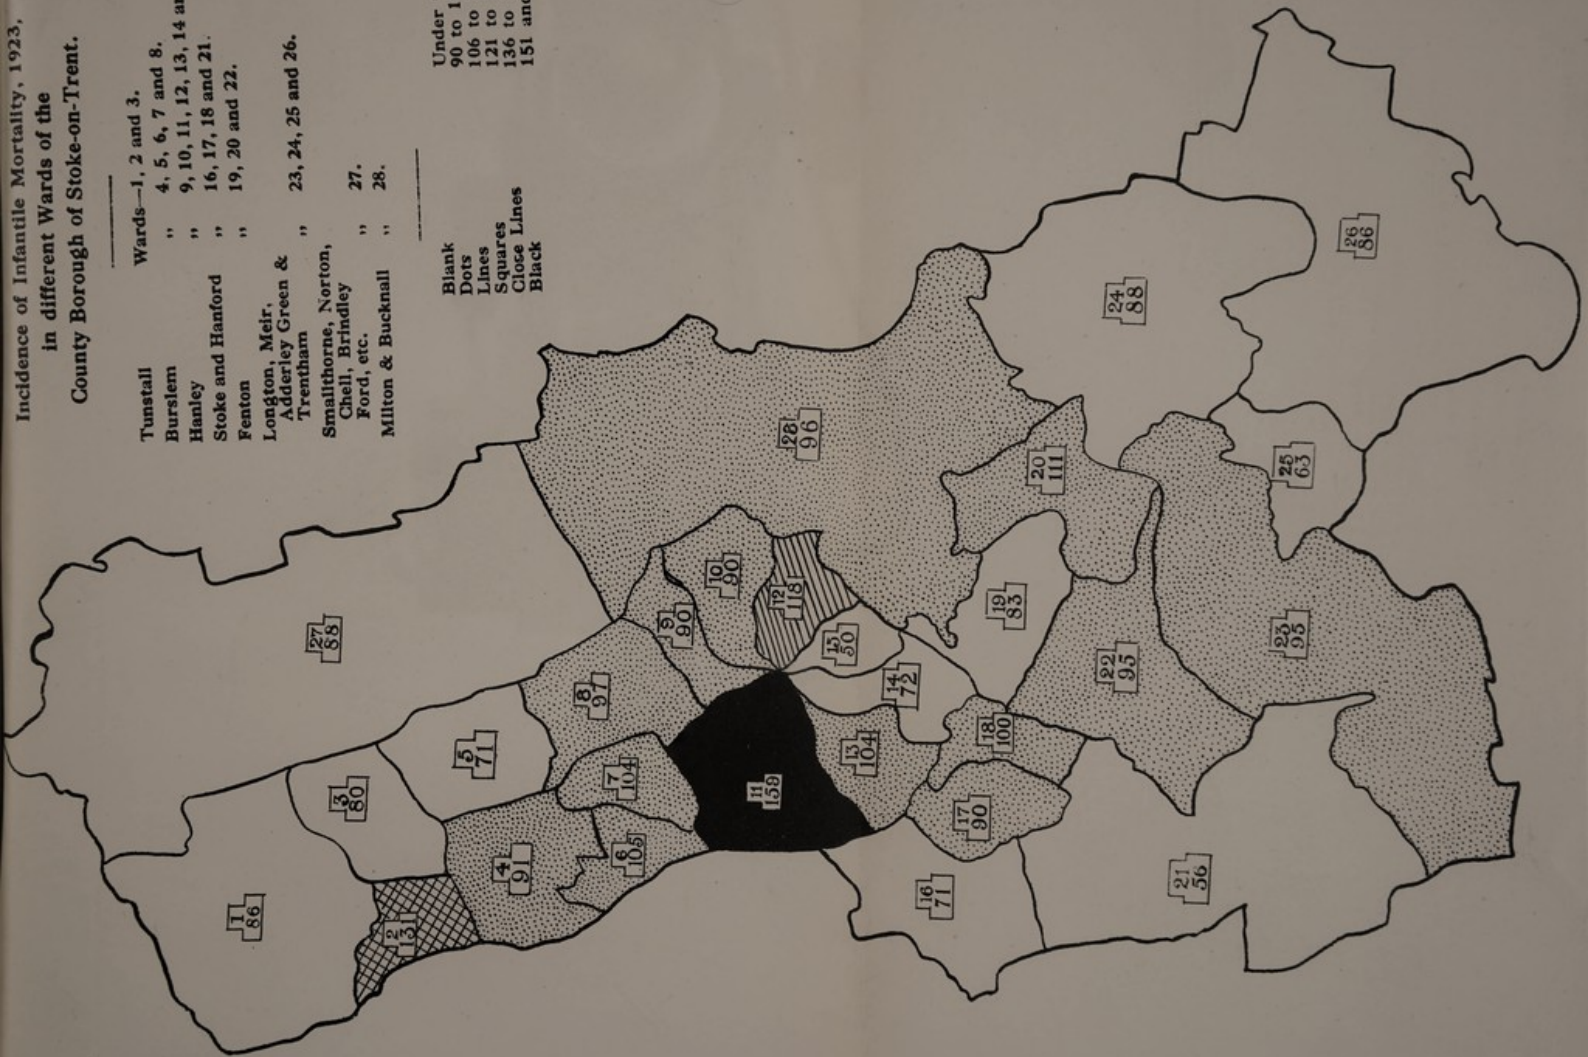 Incidence of Infantile Mortality, 1923,
in different Wards of the
County Borough of Stoke-on-Trent.
Tunstall Wards—1, 2 and 3.
Burslem ,, 4, 5, 6, 7 and 8.
Hanley ,, 9, 10, 11, 12, 13, 14
Stoke and Hanford ,, 16, 17, 18 and 21.
Fenton ,, 19, 20 and 22.
Longton, Meir,
Adderley Green &
Trentham ,, 23, 24, 25 and 26.
Smallthorne, Norton,
Chell, Brindley
Ford, etc. ,, 27.
Milton & Bucknall ,, 28.
Blank Under
Dots 90 to
Lines 106 to
Squares 121 to
Close Lines 136 to
Black 151
1
86
2
131
3
80
4
91
5
71
6
105
7
104
8
97
9
90
10
90
11
159
12
118
13
104
14
72
15
50
16
71
17
90
18
100
19
83
20
111
21
56
22
95
23
95
24
88
25
63
26
86
27
88
28
96